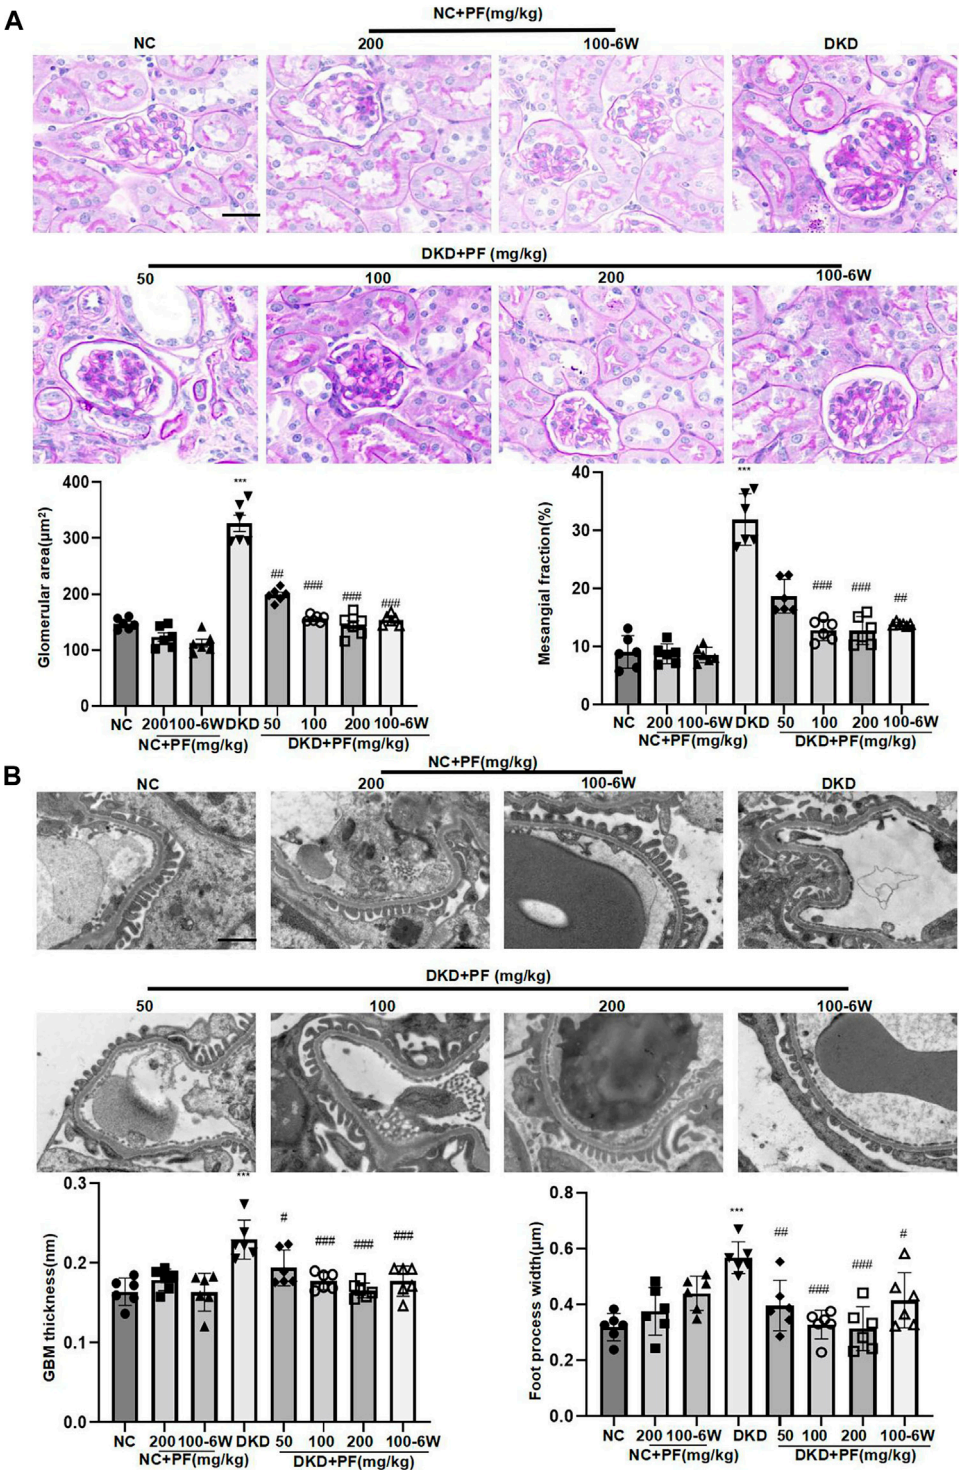 A
NC+PF(mg/kg)
NC 200 100-6W DKD
DKD+PF (mg/kg)
50 100 200 100-6W
Glomerular area(μm²)
400
300
200
100
0
***
##
###
###
###
NC 200 100-6W DKD 50 100 200 100-6W
NC+PF(mg/kg) DKD+PF(mg/kg)
Mesangial fraction(%)
40
30
20
10
0
***
###
###
##
NC 200 100-6W DKD 50 100 200 100-6W
NC+PF(mg/kg) DKD+PF(mg/kg)
B
NC+PF(mg/kg)
NC 200 100-6W DKD
DKD+PF (mg/kg)
50 100 200 100-6W
GBM thickness(nm)
0.3
0.2
0.1
0.0
***
#
###
###
###
NC 200 100-6W DKD 50 100 200 100-6W
NC+PF(mg/kg) DKD+PF(mg/kg)
Foot process width(μm)
0.8
0.6
0.4
0.2
0.0
***
##
###
###
#
NC 200 100-6W DKD 50 100 200 100-6W
NC+PF(mg/kg) DKD+PF(mg/kg)